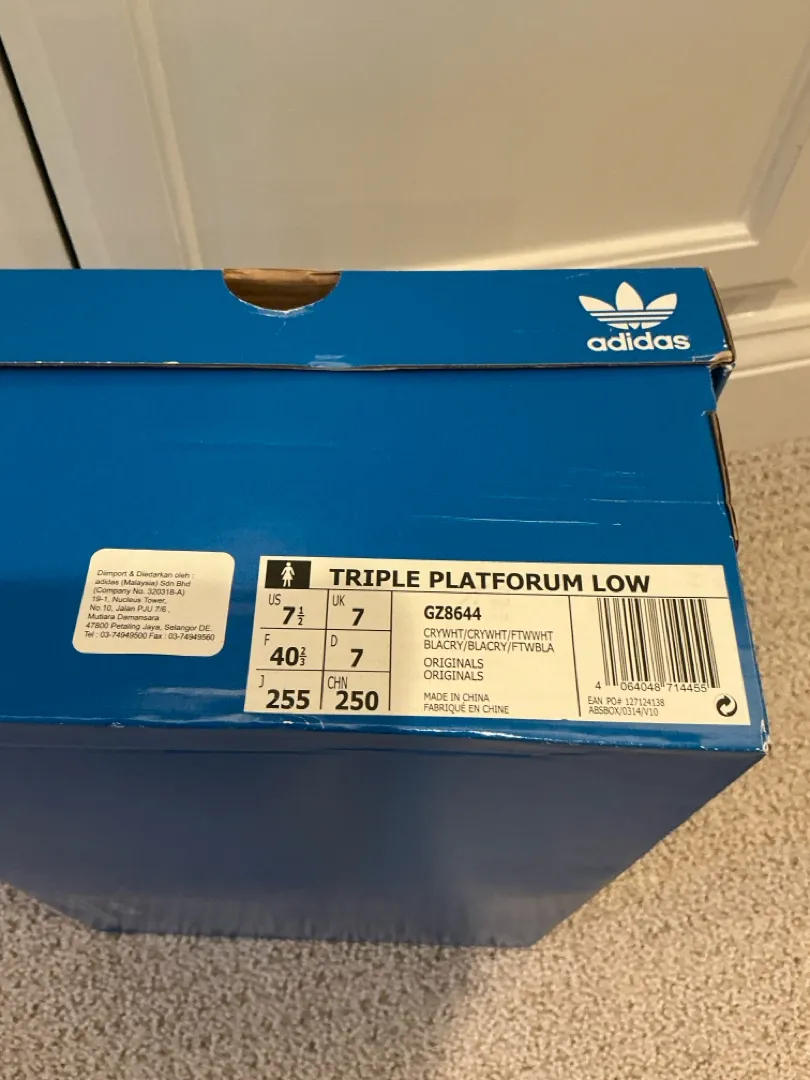 adidas
Diimport & Diedarkan oleh :
adidas (Malaysia) Sdn Bhd
(Company No. 320318-A)
19-1, Nucleus Tower,
No.10, Jalan PJU 7/6 ,
Mutiara Damansara
47800 Petaling Jaya, Selangor DE.
Tel : 03-74949500 Fax : 03-74949560
TRIPLE PLATFORUM LOW
US 7½ UK 7
F 40⅔ D 7
J 255 CHN 250
GZ8644
CRYWHT/CRYWHT/FTWWHT
BLACRY/BLACRY/FTWBLA
ORIGINALS
ORIGINALS
MADE IN CHINA
FABRIQUÉ EN CHINE
4 064048 714455
EAN PO# 127124138
ABSBOX/0314/V10